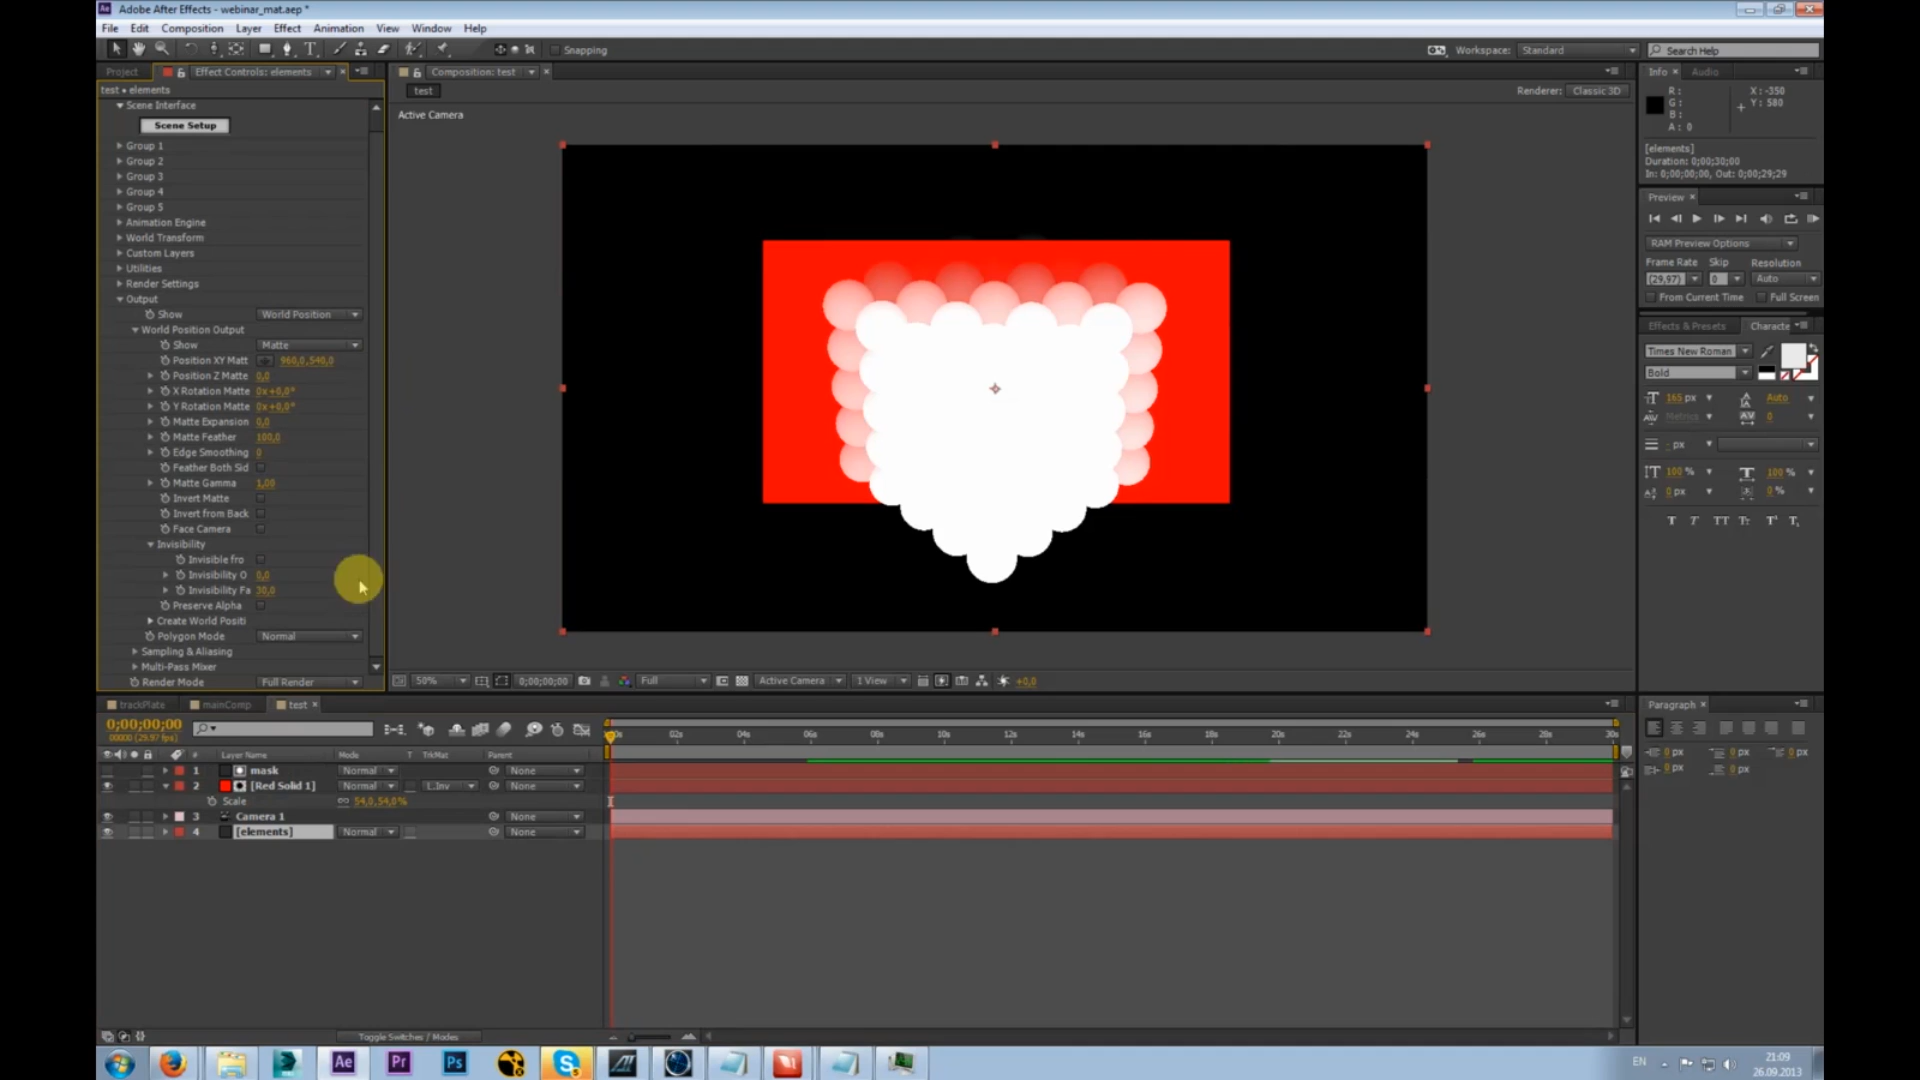 Adobe After Effects - webinar_mat.aep *
File Edit Composition Layer Effect Animation View Window Help
Snapping
Workspace: Standard
Search Help
Project
Effect Controls: elements
test • elements
Scene Interface
Scene Setup
Group 1
Group 2
Group 3
Group 4
Group 5
Animation Engine
World Transform
Custom Layers
Utilities
Render Settings
Output
Show World Position
World Position Output
Show Matte
Position XY Matt 960,0,540,0
Position Z Matte 0,0
X Rotation Matte 0x+0,0°
Y Rotation Matte 0x+0,0°
Matte Expansion 0,0
Matte Feather 100,0
Edge Smoothing 0
Feather Both Sid
Matte Gamma 1,00
Invert Matte
Invert from Back
Face Camera
Invisibility
Invisible fro
Invisibility O 0,0
Invisibility Fa 30,0
Preserve Alpha
Create World Positi
Polygon Mode Normal
Sampling & Aliasing
Multi-Pass Mixer
Render Mode Full Render
Composition: test
test
Renderer: Classic 3D
Active Camera
50% 0;00;00;00 Full Active Camera 1 View +0,0
Info Audio
R : X : -350
G : Y : 580
B :
A : 0
[elements]
Duration: 0;00;30;00
In: 0;00;00;00, Out: 0;00;29;29
Preview
RAM Preview Options
Frame Rate Skip Resolution
(29,97) 0 Auto
From Current Time Full Screen
Effects & Presets Characte
Times New Roman
Bold
165 px Auto
Metrics 0
- px
100 % 100 %
0 px 0 %
T T TT Tt T¹ T₁
trackPlate mainComp test
0;00;00;00
00000 (29.97 fps)
# Layer Name Mode T TrkMat Parent
1 mask Normal None
2 [Red Solid 1] Normal L.Inv None
Scale 54,0,54,0%
3 Camera 1 None
4 [elements] Normal None
02s 04s 06s 08s 10s 12s 14s 16s 18s 20s 22s 24s 26s 28s 30s
Toggle Switches / Modes
Paragraph
0 px 0 px 0 px
0 px 0 px
Ae Pr Ps
EN
21:09
26.09.2013